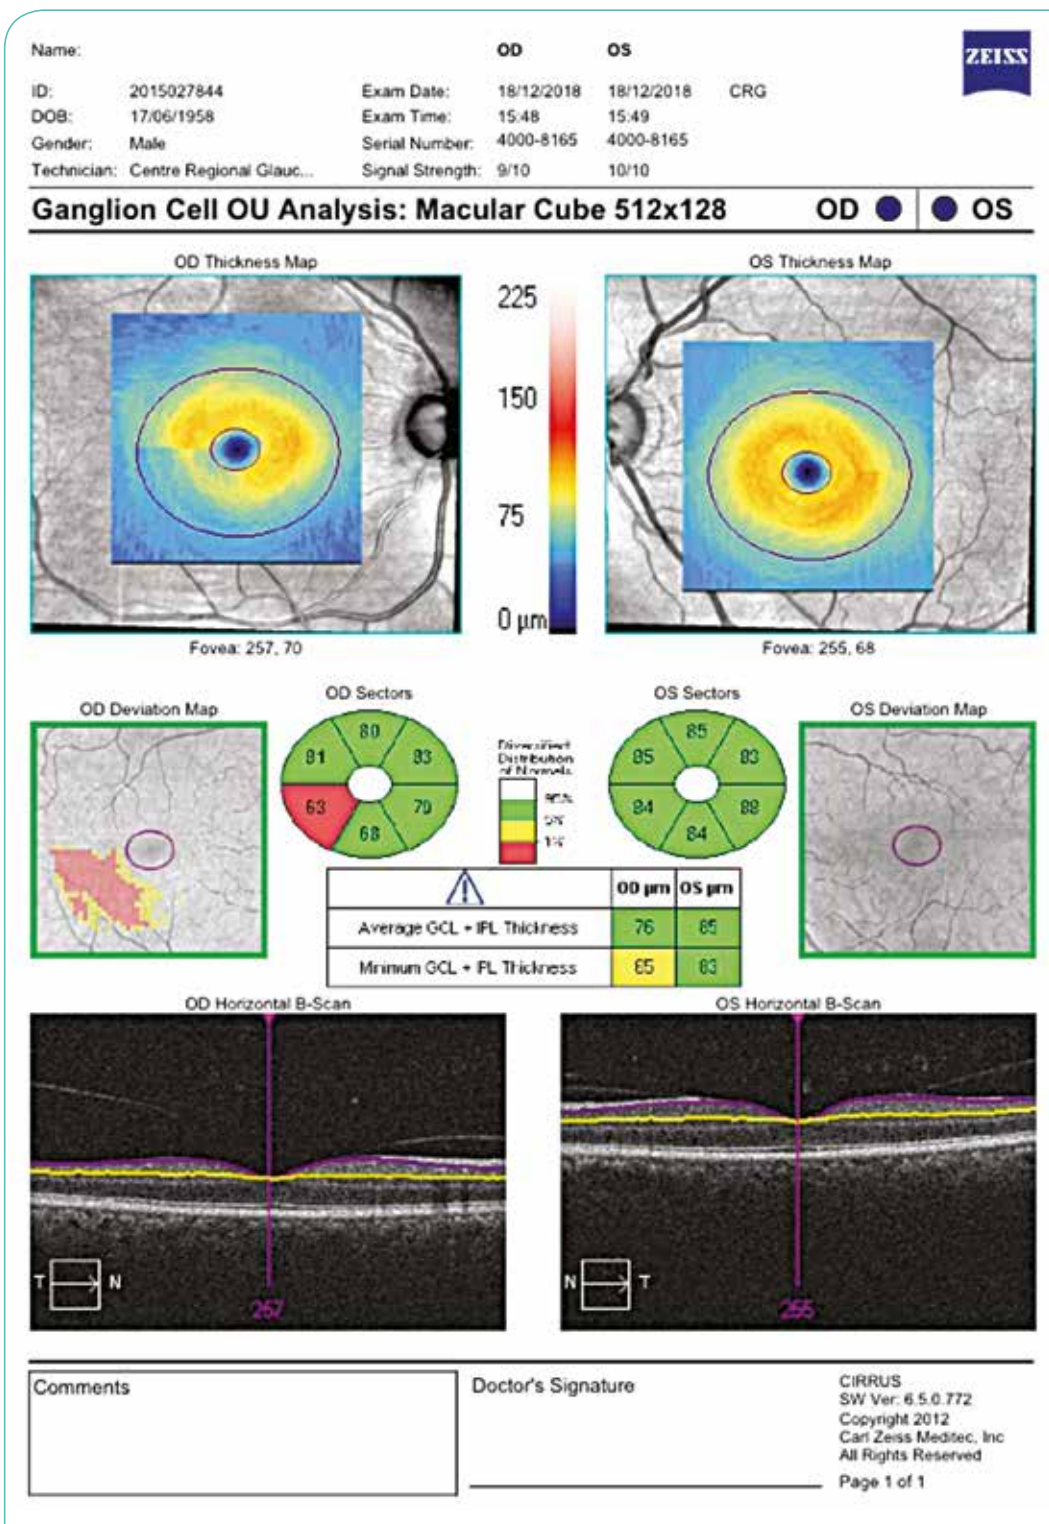 Name: OD OS
ZEISS
ID: 2015027844 Exam Date: 18/12/2018 18/12/2018 CRG
DOB: 17/06/1958 Exam Time: 15:48 15:49
Gender: Male Serial Number: 4000-8165 4000-8165
Technician: Centre Regional Glauc... Signal Strength: 9/10 10/10
Ganglion Cell OU Analysis: Macular Cube 512x128 OD OS
OD Thickness Map OS Thickness Map
225
150
75
0 µm
Fovea: 257, 70 Fovea: 255, 68
OD Deviation Map OD Sectors OS Sectors OS Deviation Map
80 85
81 83 85 83
63 79 84 88
68 84
Diversified
Distribution
of Normals
95%
5%
1%
OD µm OS µm
Average GCL + IPL Thickness 76 85
Minimum GCL + IPL Thickness 83
OD Horizontal B-Scan OS Horizontal B-Scan
T N N T
257 255
Comments Doctor's Signature
CIRRUS
SW Ver: 6.5.0.772
Copyright 2012
Carl Zeiss Meditec, Inc
All Rights Reserved
Page 1 of 1